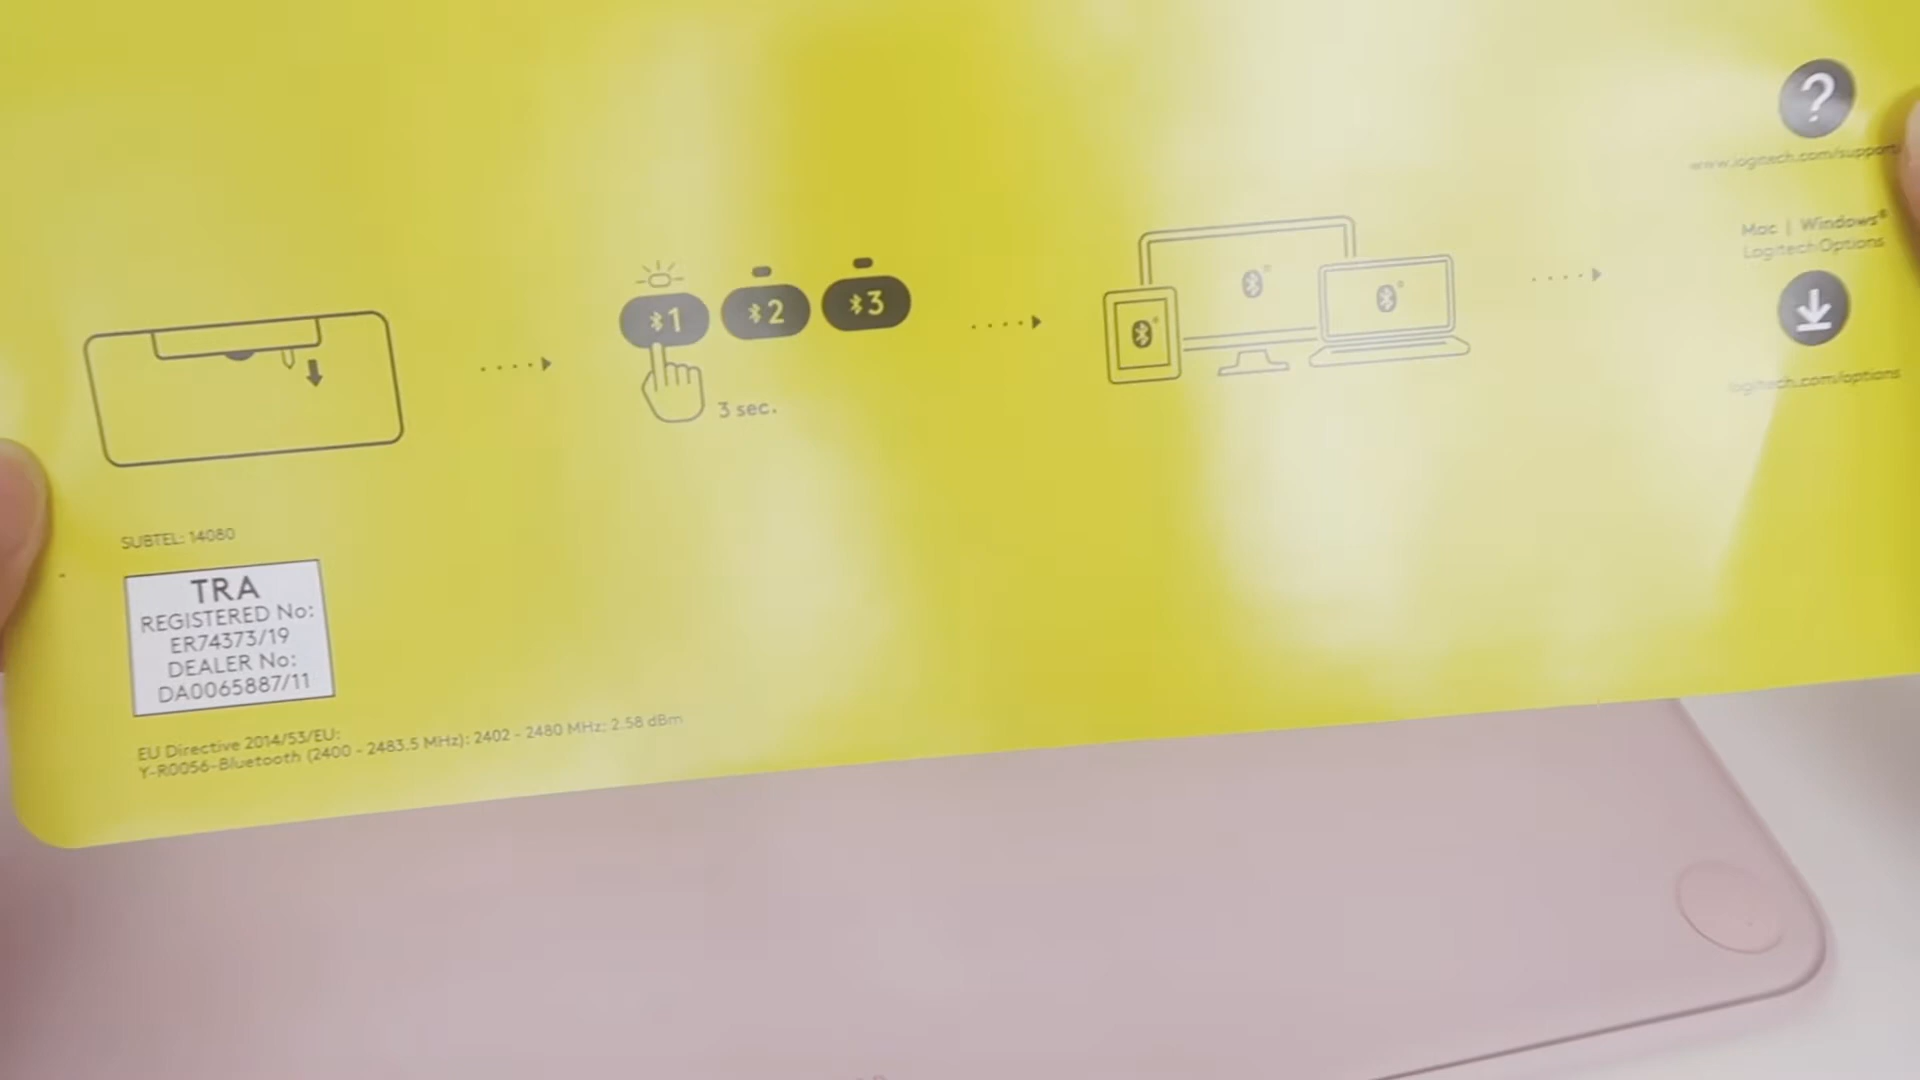 1
2
3
3 sec.
?
www.logitech.com/support
Mac | Windows®
Logitech Options
logitech.com/options
SUBTEL: 14080
TRA
REGISTERED No:
ER74373/19
DEALER No:
DA0065887/11
EU Directive 2014/53/EU:
Y-R0056-Bluetooth (2400 - 2483.5 MHz): 2402 - 2480 MHz: 2.58 dBm